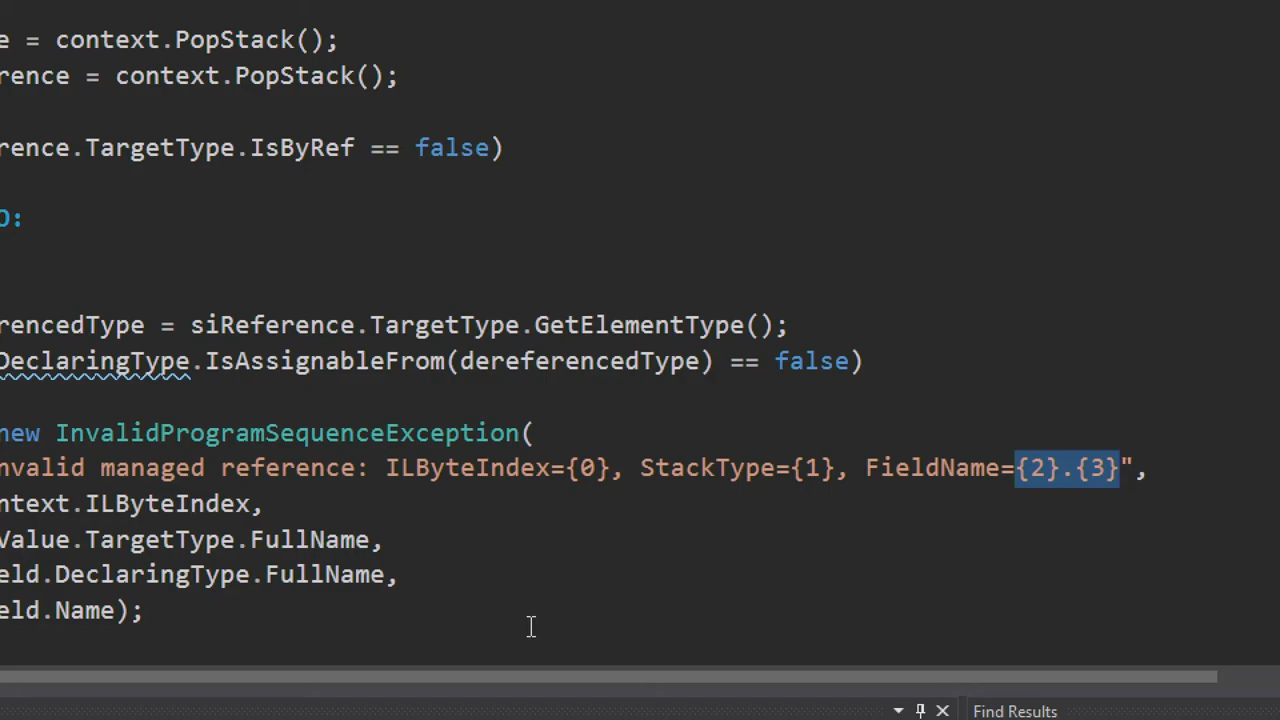 e = context.PopStack();
rence = context.PopStack();
rence.TargetType.IsByRef == false)
O:
rencedType = siReference.TargetType.GetElementType();
DeclaringType.IsAssignableFrom(dereferencedType) == false)
new InvalidProgramSequenceException(
nvalid managed reference: ILByteIndex={0}, StackType={1}, FieldName={2}.{3}",
ntext.ILByteIndex,
Value.TargetType.FullName,
eld.DeclaringType.FullName,
eld.Name);
Find Results